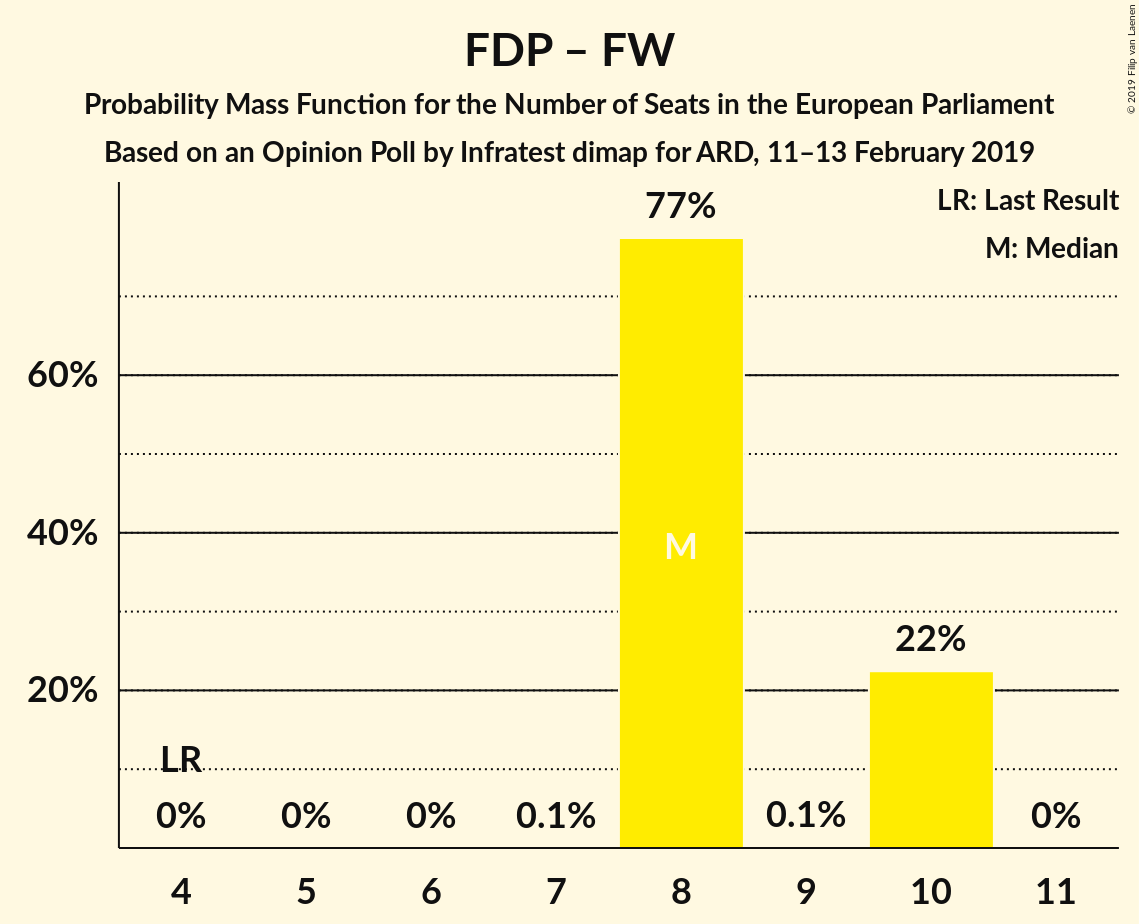 FDP – FW
Probability Mass Function for the Number of Seats in the European Parliament
Based on an Opinion Poll by Infratest dimap for ARD, 11–13 February 2019
© 2019 Filip van Laenen
LR: Last Result
M: Median
77%
60%
40%
M
22%
20%
LR
0% 0% 0% 0.1% 0.1% 0%
4 5 6 7 8 9 10 11